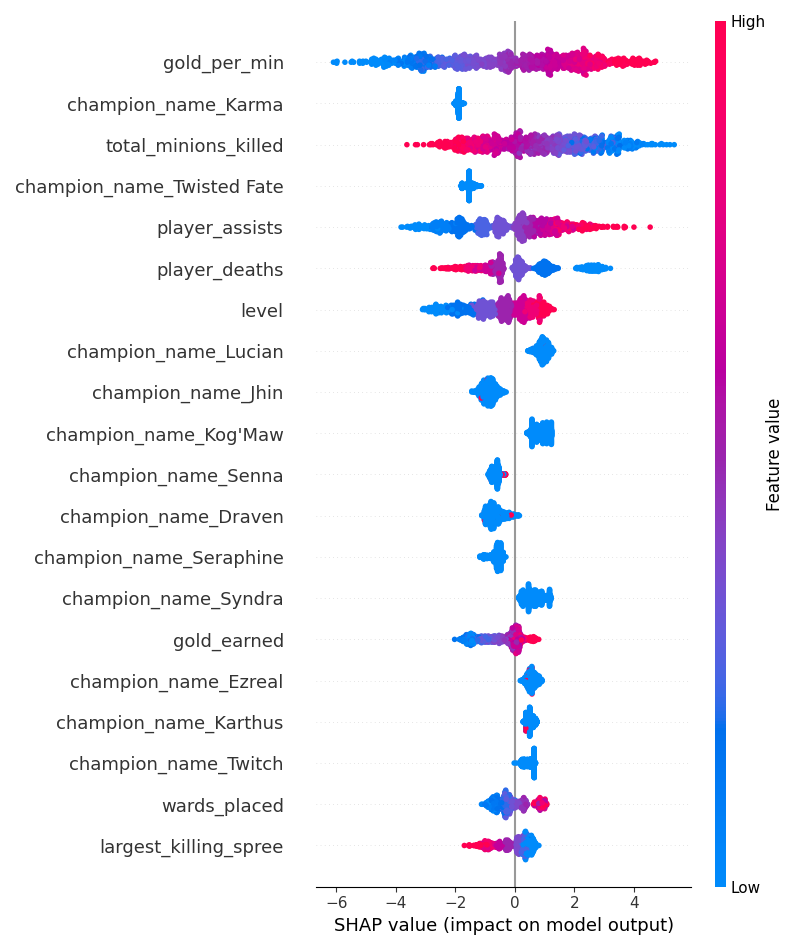 High
gold_per_min
champion_name_Karma
total_minions_killed
champion_name_Twisted Fate
player_assists
player_deaths
level
champion_name_Lucian
champion_name_Jhin
champion_name_Kog'Maw
champion_name_Senna
champion_name_Draven
champion_name_Seraphine
champion_name_Syndra
gold_earned
champion_name_Ezreal
champion_name_Karthus
champion_name_Twitch
wards_placed
largest_killing_spree
Feature value
Low
−6 −4 −2 0 2 4
SHAP value (impact on model output)